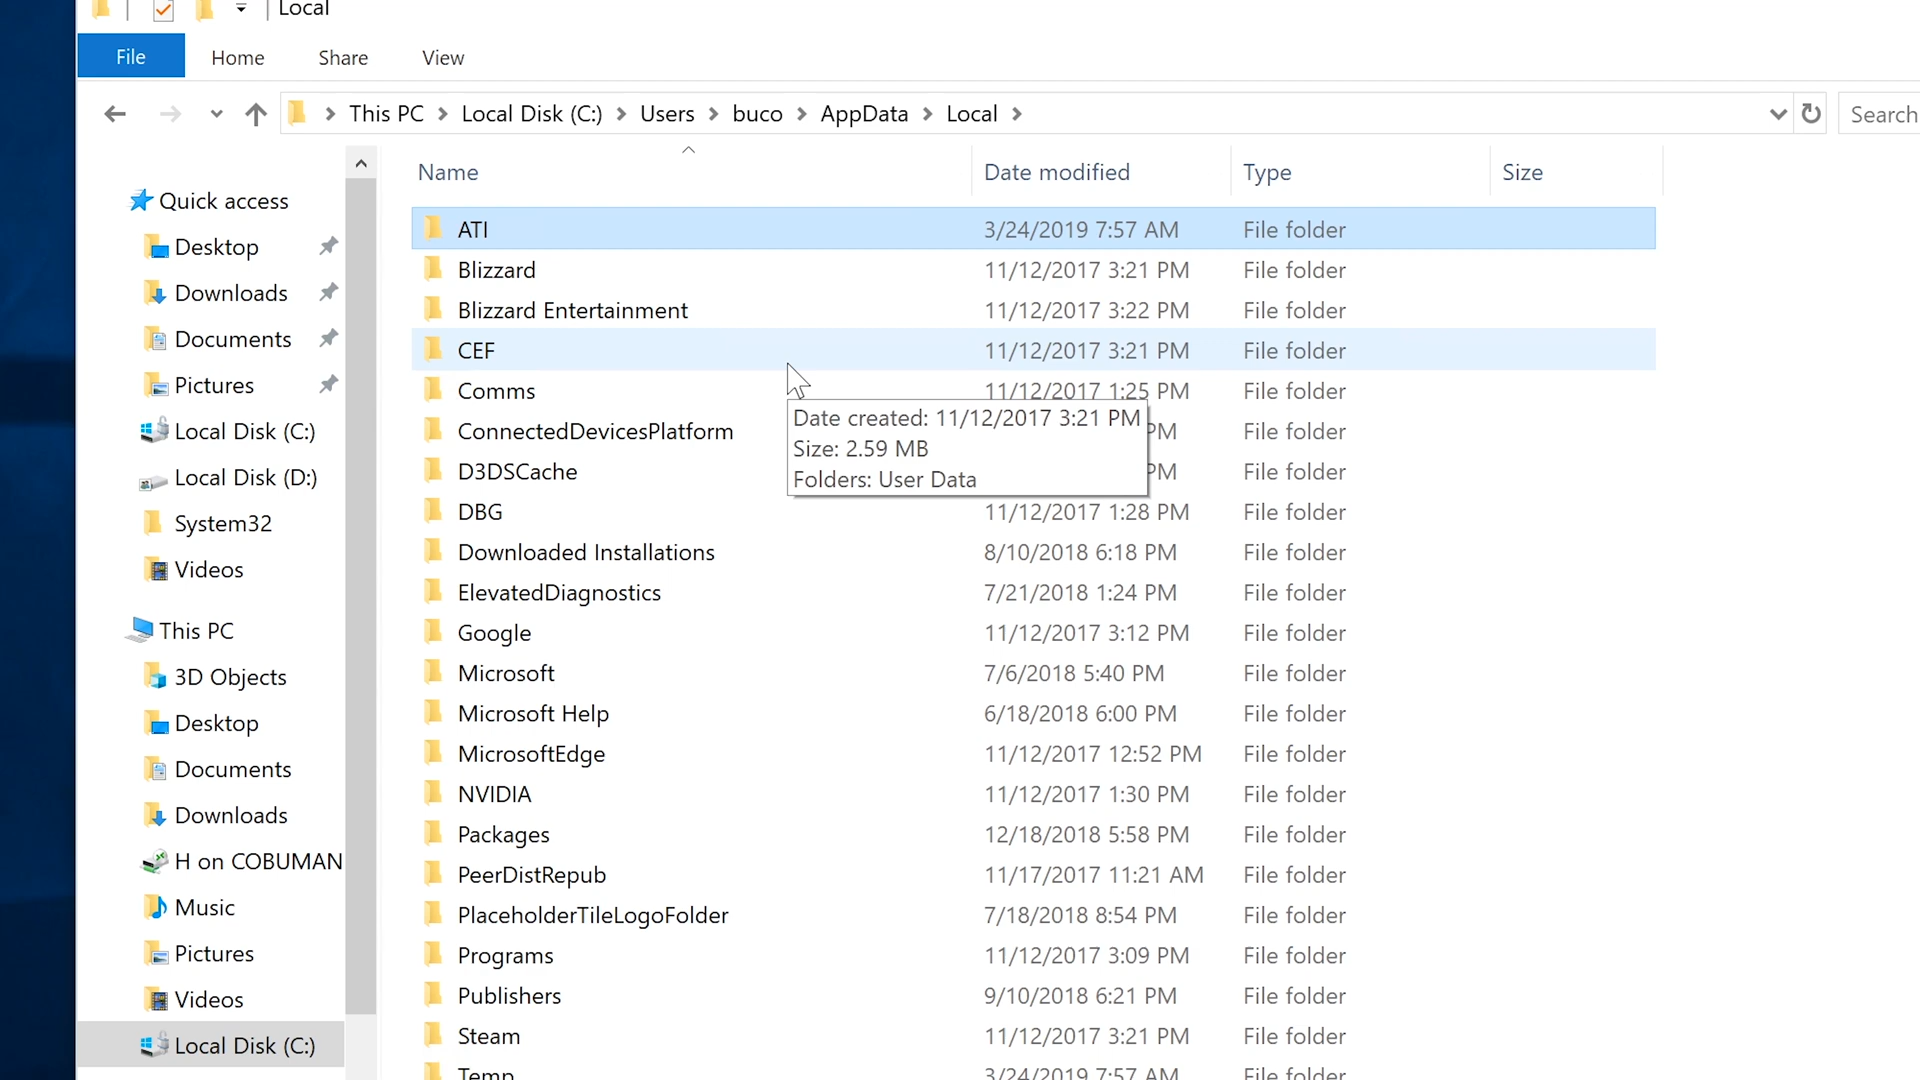 Local
File Home Share View
This PC Local Disk (C:) Users buco AppData Local
Search
Quick access
Desktop
Downloads
Documents
Pictures
Local Disk (C:)
Local Disk (D:)
System32
Videos
This PC
3D Objects
Desktop
Documents
Downloads
H on COBUMAN
Music
Pictures
Videos
Local Disk (C:)
Name Date modified Type Size
ATI 3/24/2019 7:57 AM File folder
Blizzard 11/12/2017 3:21 PM File folder
Blizzard Entertainment 11/12/2017 3:22 PM File folder
CEF 11/12/2017 3:21 PM File folder
Comms 11/12/2017 1:25 PM File folder
ConnectedDevicesPlatform PM File folder
D3DSCache PM File folder
Date created: 11/12/2017 3:21 PM
Size: 2.59 MB
Folders: User Data
DBG 11/12/2017 1:28 PM File folder
Downloaded Installations 8/10/2018 6:18 PM File folder
ElevatedDiagnostics 7/21/2018 1:24 PM File folder
Google 11/12/2017 3:12 PM File folder
Microsoft 7/6/2018 5:40 PM File folder
Microsoft Help 6/18/2018 6:00 PM File folder
MicrosoftEdge 11/12/2017 12:52 PM File folder
NVIDIA 11/12/2017 1:30 PM File folder
Packages 12/18/2018 5:58 PM File folder
PeerDistRepub 11/17/2017 11:21 AM File folder
PlaceholderTileLogoFolder 7/18/2018 8:54 PM File folder
Programs 11/12/2017 3:09 PM File folder
Publishers 9/10/2018 6:21 PM File folder
Steam 11/12/2017 3:21 PM File folder
Temp 3/24/2019 7:57 AM File folder